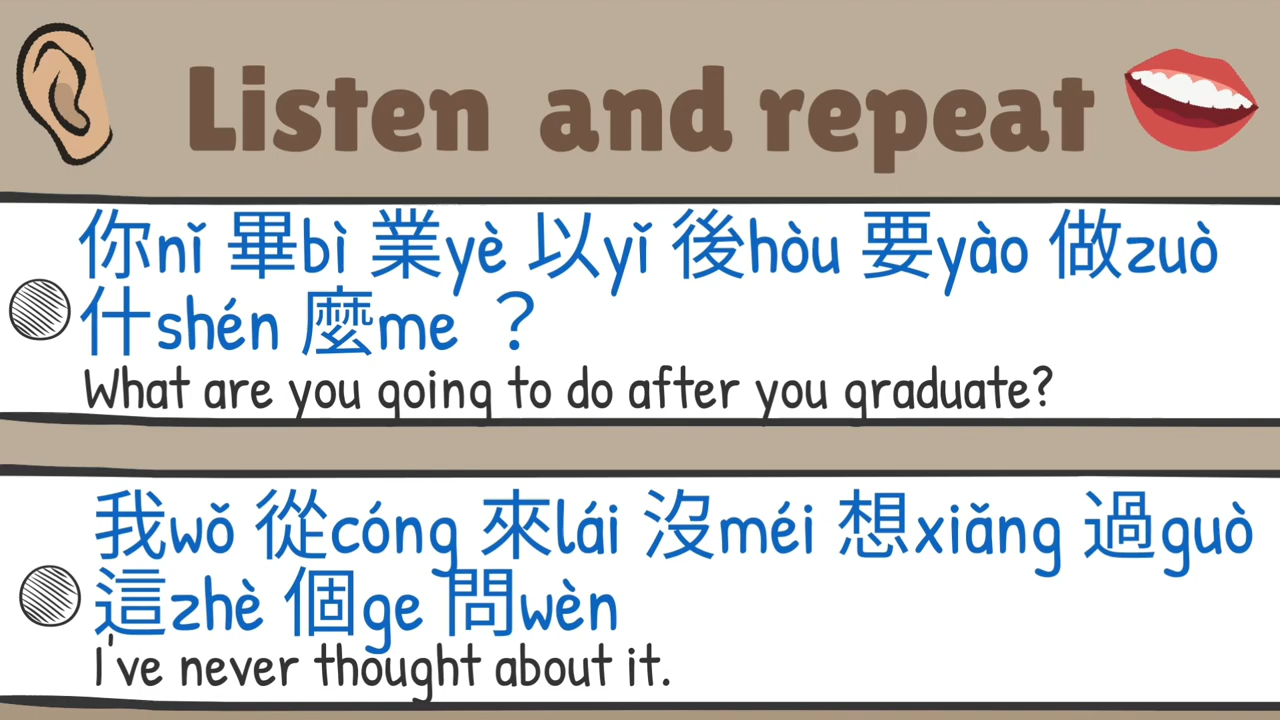 Listen and repeat
你nǐ 畢bì 業yè 以yǐ 後hòu 要yào 做zuò
什shén 麼me ？
What are you going to do after you graduate?
我wǒ 從cóng 來lái 沒méi 想xiǎng 過guò
這zhè 個ge 問wèn
I've never thought about it.